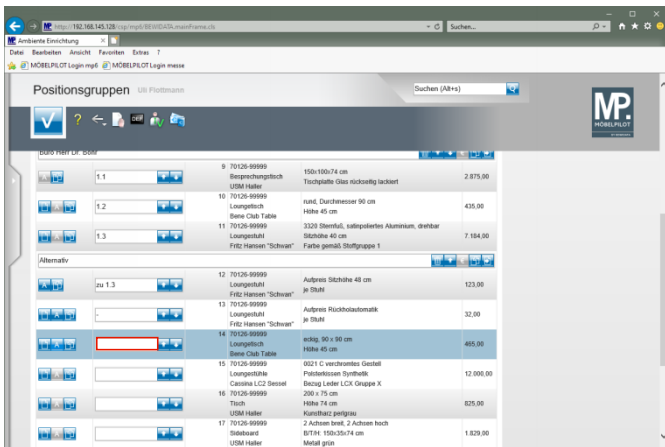 http://192.168.145.128/csp/mp6/BEWIDATA.mainFrame.cls
Suchen...
MP Ambiente Einrichtung
Datei Bearbeiten Ansicht Favoriten Extras ?
MÖBELPILOT Login mp6 MÖBELPILOT Login messe
Positionsgruppen Uli Flottmann
Suchen (Alt+s)
MP.
MÖBELPILOT
Büro Herr Dr. Bohr
9 70126-99999
Besprechungstisch
USM Haller
150x100x74 cm
Tischplatte Glas rückseitig lackiert
1.1
2.875,00
10 70126-99999
Loungetisch
Bene Club Table
rund, Durchmesser 90 cm
Höhe 45 cm
1.2
435,00
11 70126-99999
Loungestuhl
Fritz Hansen "Schwan"
3320 Sternfuß, satinpoliertes Aluminium, drehbar
Sitzhöhe 40 cm
Farbe gemäß Stoffgruppe 1
1.3
7.184,00
Alternativ
12 70126-99999
Loungestuhl
Fritz Hansen "Schwan"
Aufpreis Sitzhöhe 48 cm
je Stuhl
zu 1.3
123,00
13 70126-99999
Loungestuhl
Fritz Hansen "Schwan"
Aufpreis Rückholautomatik
je Stuhl
-
32,00
14 70126-99999
Loungetisch
Bene Club Table
eckig, 90 x 90 cm
Höhe 45 cm
465,00
15 70126-99999
Loungestühle
Cassina LC2 Sessel
0021 C verchromtes Gestell
Polsterkissen Synthetik
Bezug Leder LCX Gruppe X
12.000,00
16 70126-99999
Tisch
USM Haller
200 x 75 cm
Höhe 74 cm
Kunstharz perlgrau
825,00
17 70126-99999
Sideboard
USM Haller
2 Achsen breit, 2 Achsen hoch
B/T/H: 150x35x74 cm
Metall grün
1.829,00